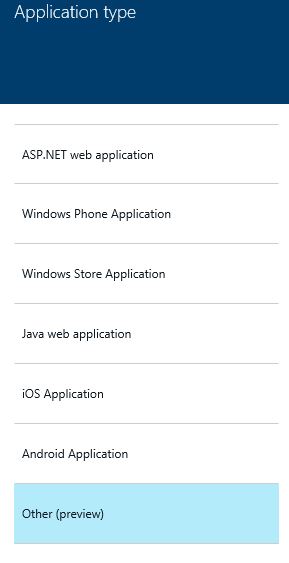 Application type
ASP.NET web application
Windows Phone Application
Windows Store Application
Java web application
iOS Application
Android Application
Other (preview)